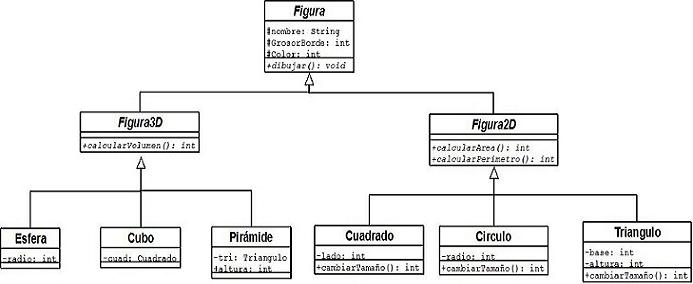 Figura
#nombre: String
#GrosorBorde: int
#Color: int
+dibujar(): void
Figura3D
+calcularVolumen(): int
Figura2D
+calcularArea(): int
+calcularPerimetro(): int
Esfera
-radio: int
Cubo
-cuad: Cuadrado
Pirámide
-tri: Triangulo
#altura: int
Cuadrado
-lado: int
+cambiarTamaño(): int
Circulo
-radio: int
+cambiarTamaño(): int
Triangulo
-base: int
-altura: int
+cambiarTamaño(): int